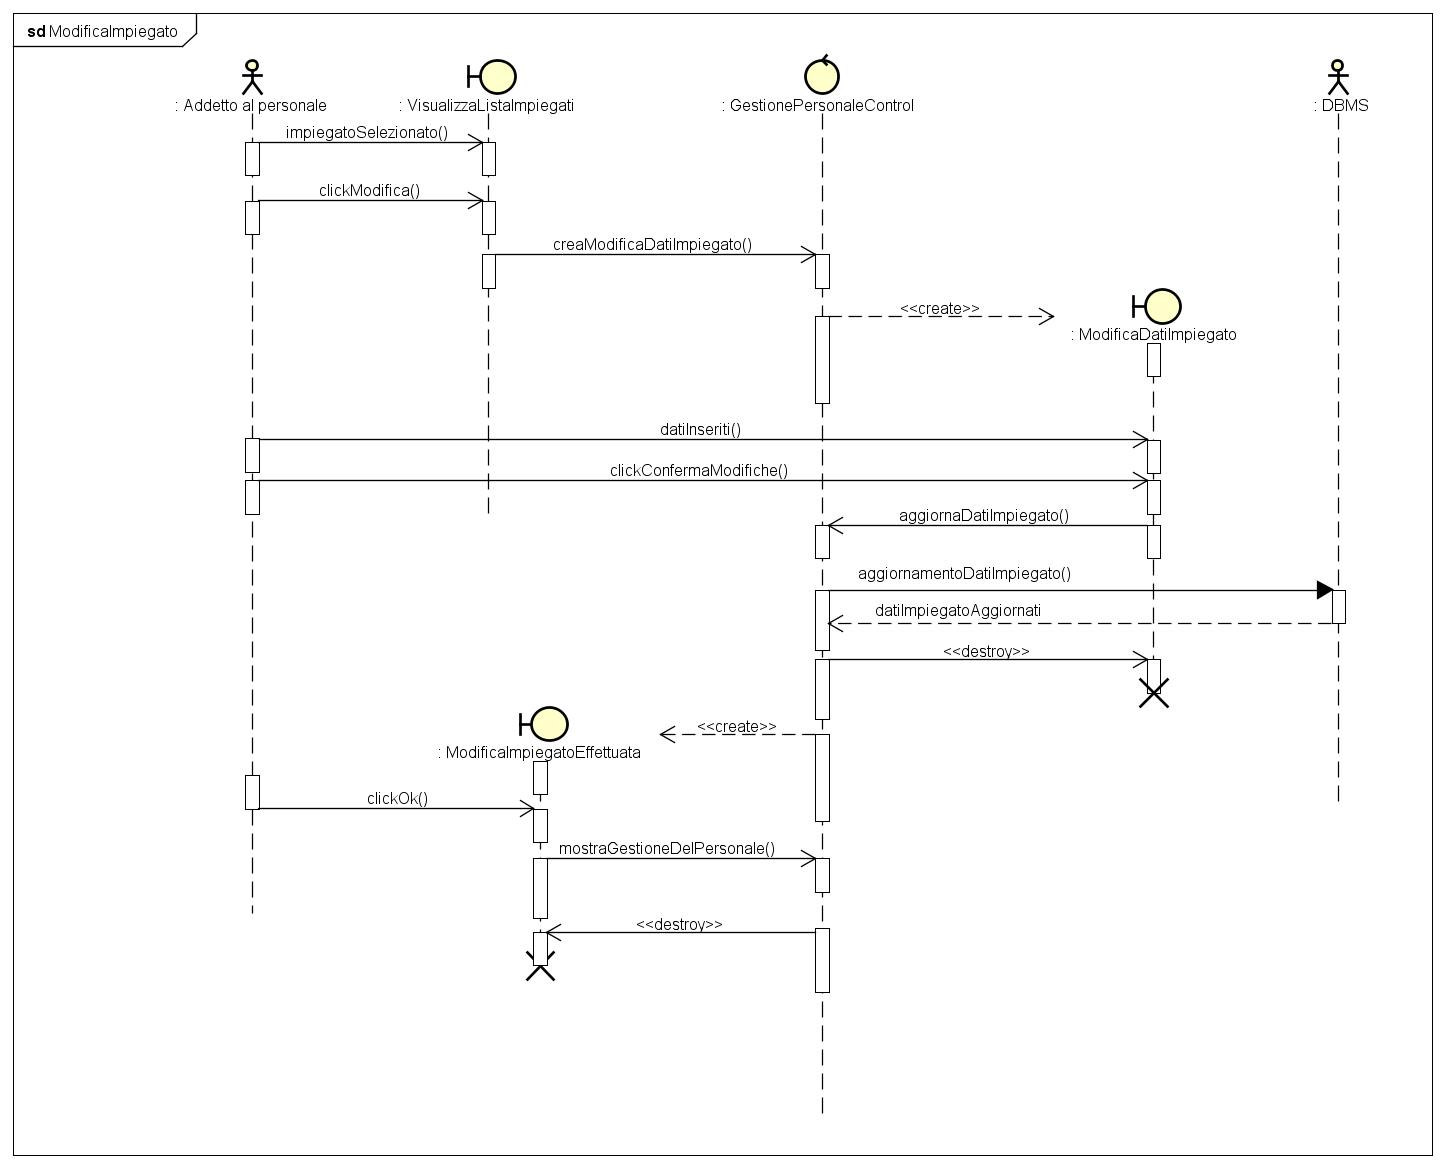 sd ModificaImpiegato
: Addetto al personale
: VisualizzaListaImpiegati
: GestionePersonaleControl
: DBMS
impiegatoSelezionato()
clickModifica()
creaModificaDatiImpiegato()
<<create>>
: ModificaDatiImpiegato
datiInseriti()
clickConfermaModifiche()
aggiornaDatiImpiegato()
aggiornamentoDatiImpiegato()
datiImpiegatoAggiornati
<<destroy>>
<<create>>
: ModificaImpiegatoEffettuata
clickOk()
mostraGestioneDelPersonale()
<<destroy>>